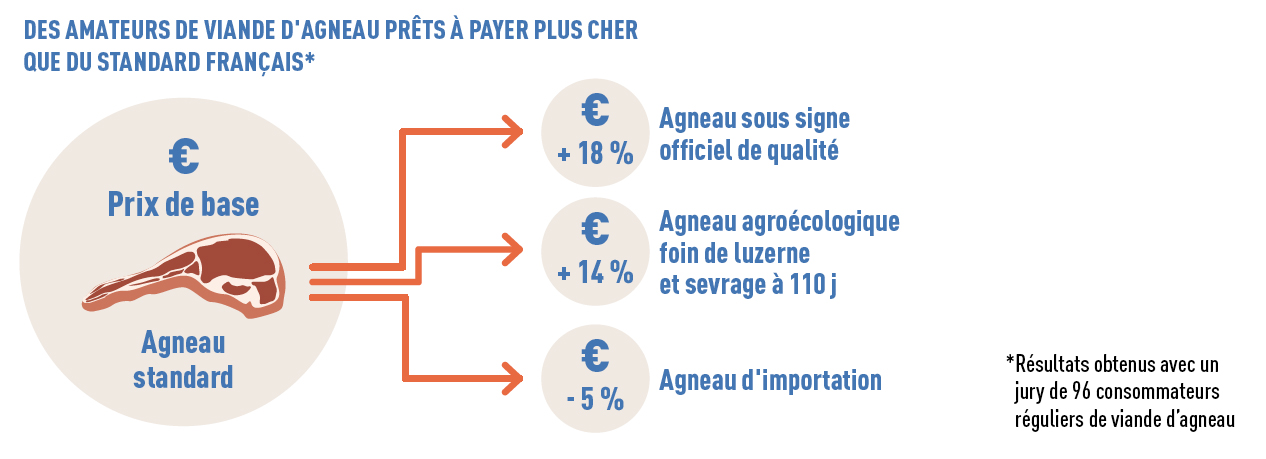 DES AMATEURS DE VIANDE D'AGNEAU PRÊTS À PAYER PLUS CHER
QUE DU STANDARD FRANÇAIS*
€
Prix de base
Agneau
standard
€
+ 18 %
Agneau sous signe
officiel de qualité
€
+ 14 %
Agneau agroécologique
foin de luzerne
et sevrage à 110 j
€
- 5 %
Agneau d'importation
*Résultats obtenus avec un
jury de 96 consommateurs
réguliers de viande d’agneau